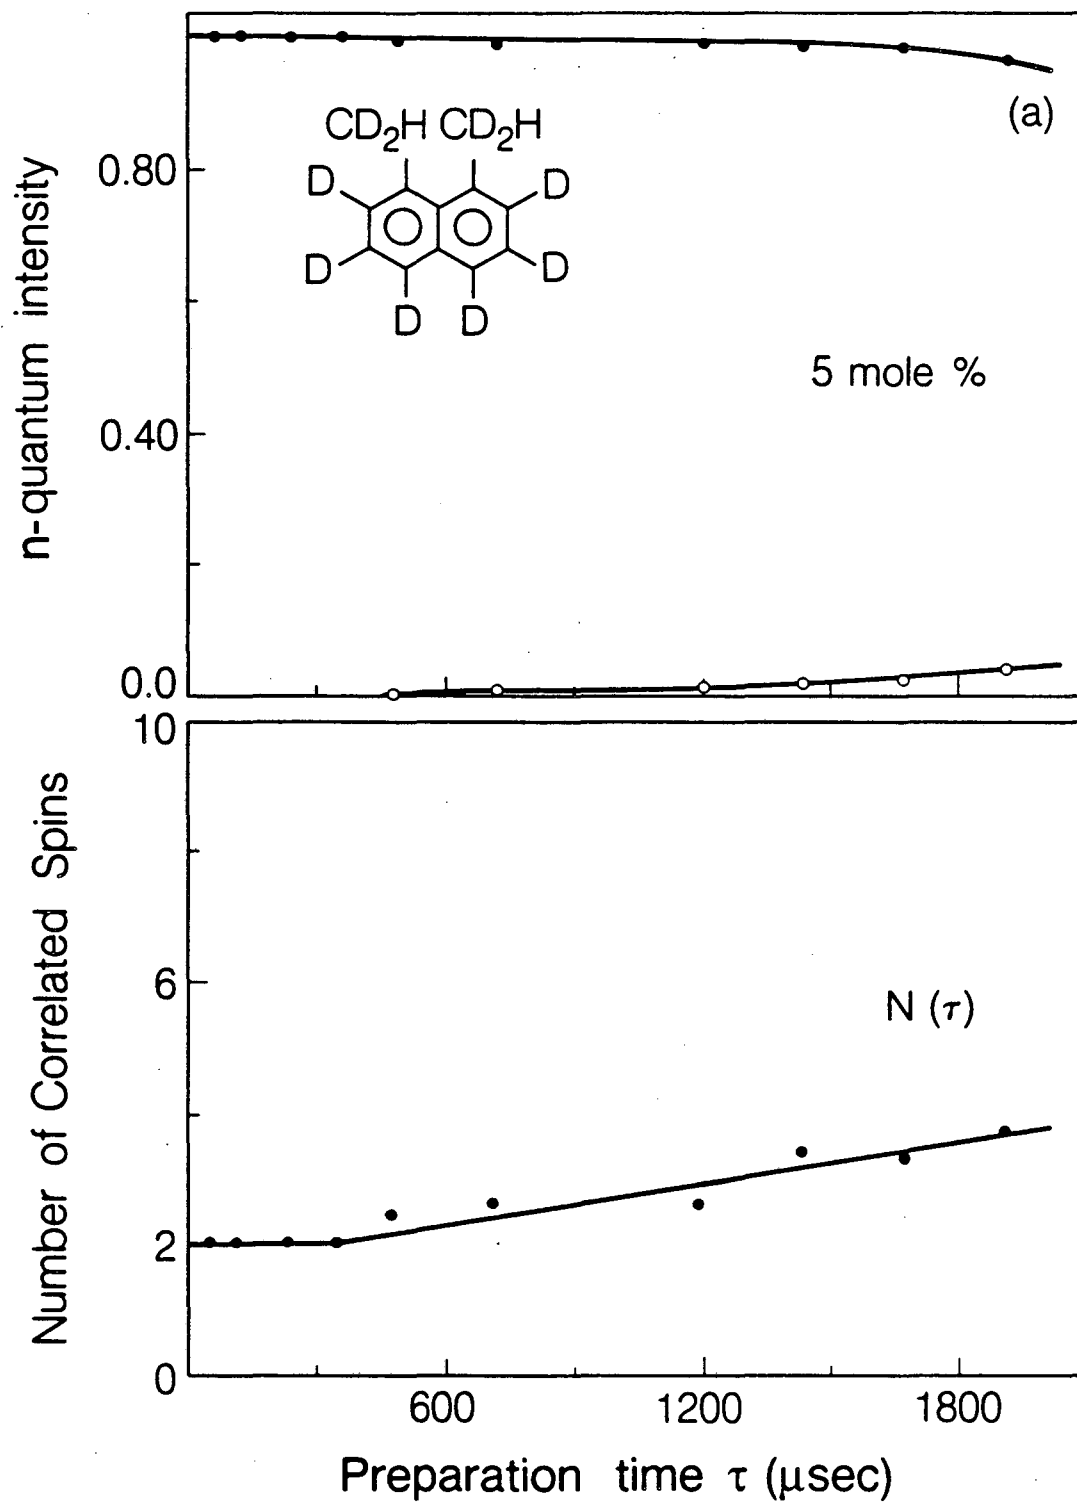 (a)
CD₂H CD₂H
D D
D D
D D
5 mole %
n-quantum intensity
0.80
0.40
0.0
10
6
2
0
Number of Correlated Spins
N (τ)
600 1200 1800
Preparation time τ (μsec)